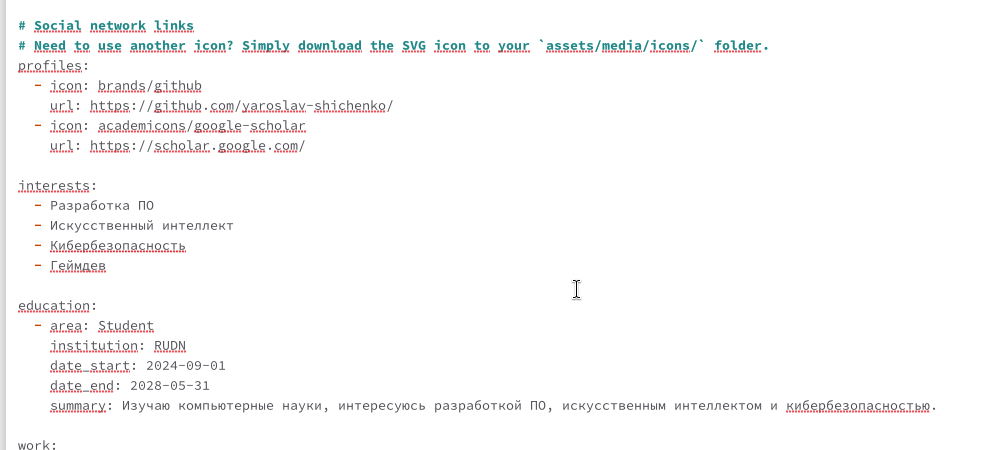 # Social network links
# Need to use another icon? Simply download the SVG icon to your `assets/media/icons/` folder.
profiles:
  - icon: brands/github
    url: https://github.com/yaroslav-shichenko/
  - icon: academicons/google-scholar
    url: https://scholar.google.com/

interests:
  - Разработка ПО
  - Искусственный интеллект
  - Кибербезопасность
  - Геймдев

education:
  - area: Student
    institution: RUDN
    date_start: 2024-09-01
    date_end: 2028-05-31
    summary: Изучаю компьютерные науки, интересуюсь разработкой ПО, искусственным интеллектом и кибербезопасностью.

work: